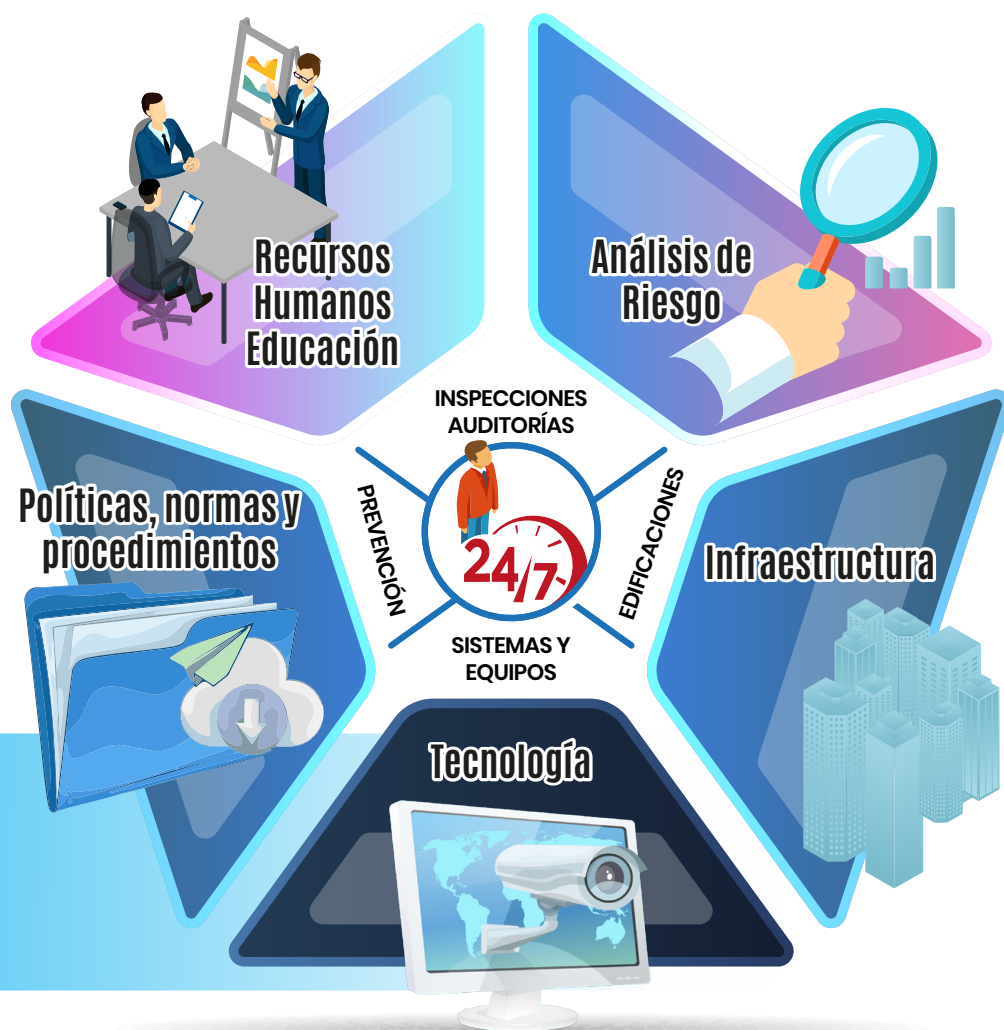 Recursos
Humanos
Educación
Análisis de
Riesgo
INSPECCIONES
AUDITORÍAS
PREVENCIÓN
EDIFICACIONES
24/7
SISTEMAS Y
EQUIPOS
Políticas, normas y
procedimientos
Infraestructura
Tecnología